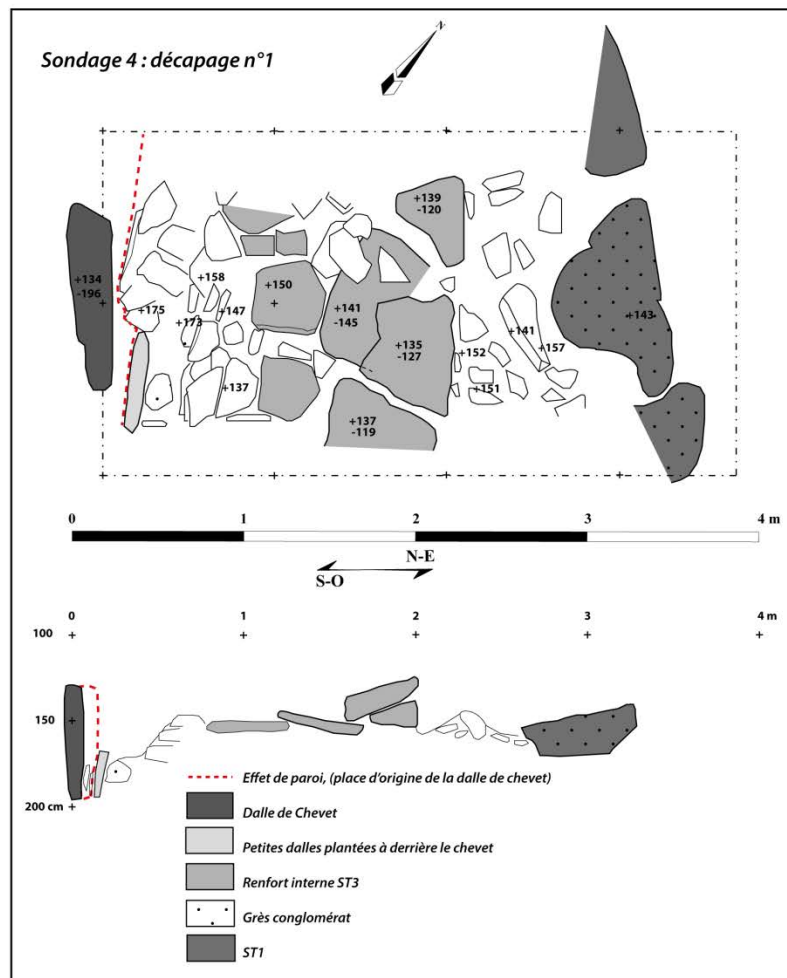 Sondage 4 : décapage n°1
N
+139
-120
+134
-196
+158
+150
+175
+173
+147
+141
-145
+143
+141
+135
-127
+152
+157
+137
+151
+137
-119
0 1 2 3 4 m
N-E
S-O
0 1 2 3 4 m
100
150
200 cm
Effet de paroi, (place d'origine de la dalle de chevet)
Dalle de Chevet
Petites dalles plantées à derrière le chevet
Renfort interne ST3
Grès conglomérat
ST1